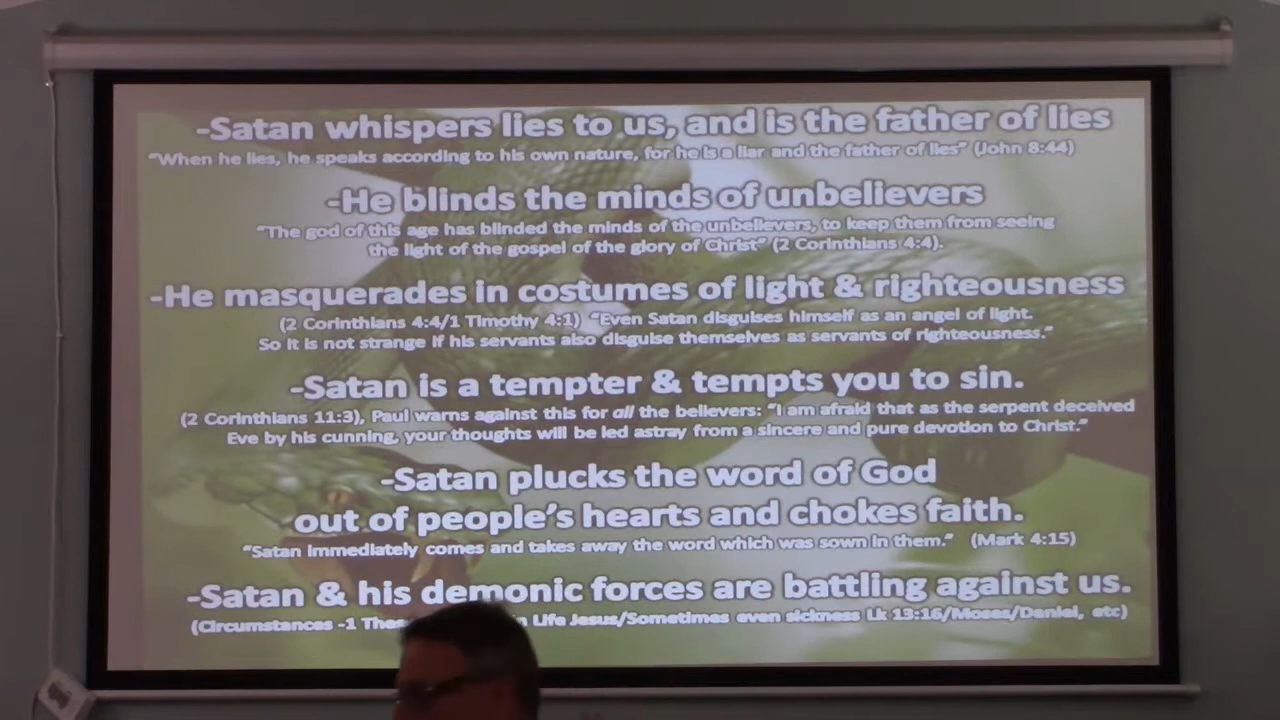 -Satan whispers lies to us, and is the father of lies
"When he lies, he speaks according to his own nature, for he is a liar and the father of lies" (John 8:44)
-He blinds the minds of unbelievers
"The god of this age has blinded the minds of the unbelievers, to keep them from seeing
the light of the gospel of the glory of Christ" (2 Corinthians 4:4).
-He masquerades in costumes of light & righteousness
(2 Corinthians 4:4/1 Timothy 4:1) "Even Satan disguises himself as an angel of light.
So it is not strange if his servants also disguise themselves as servants of righteousness."
-Satan is a tempter & tempts you to sin.
(2 Corinthians 11:3), Paul warns against this for all the believers: "I am afraid that as the serpent deceived
Eve by his cunning, your thoughts will be led astray from a sincere and pure devotion to Christ."
-Satan plucks the word of God
out of people's hearts and chokes faith.
"Satan immediately comes and takes away the word which was sown in them." (Mark 4:15)
-Satan & his demonic forces are battling against us.
(Circumstances -1 Life Jesus/Sometimes even sickness Lk 13:16/Moses/Daniel, etc)